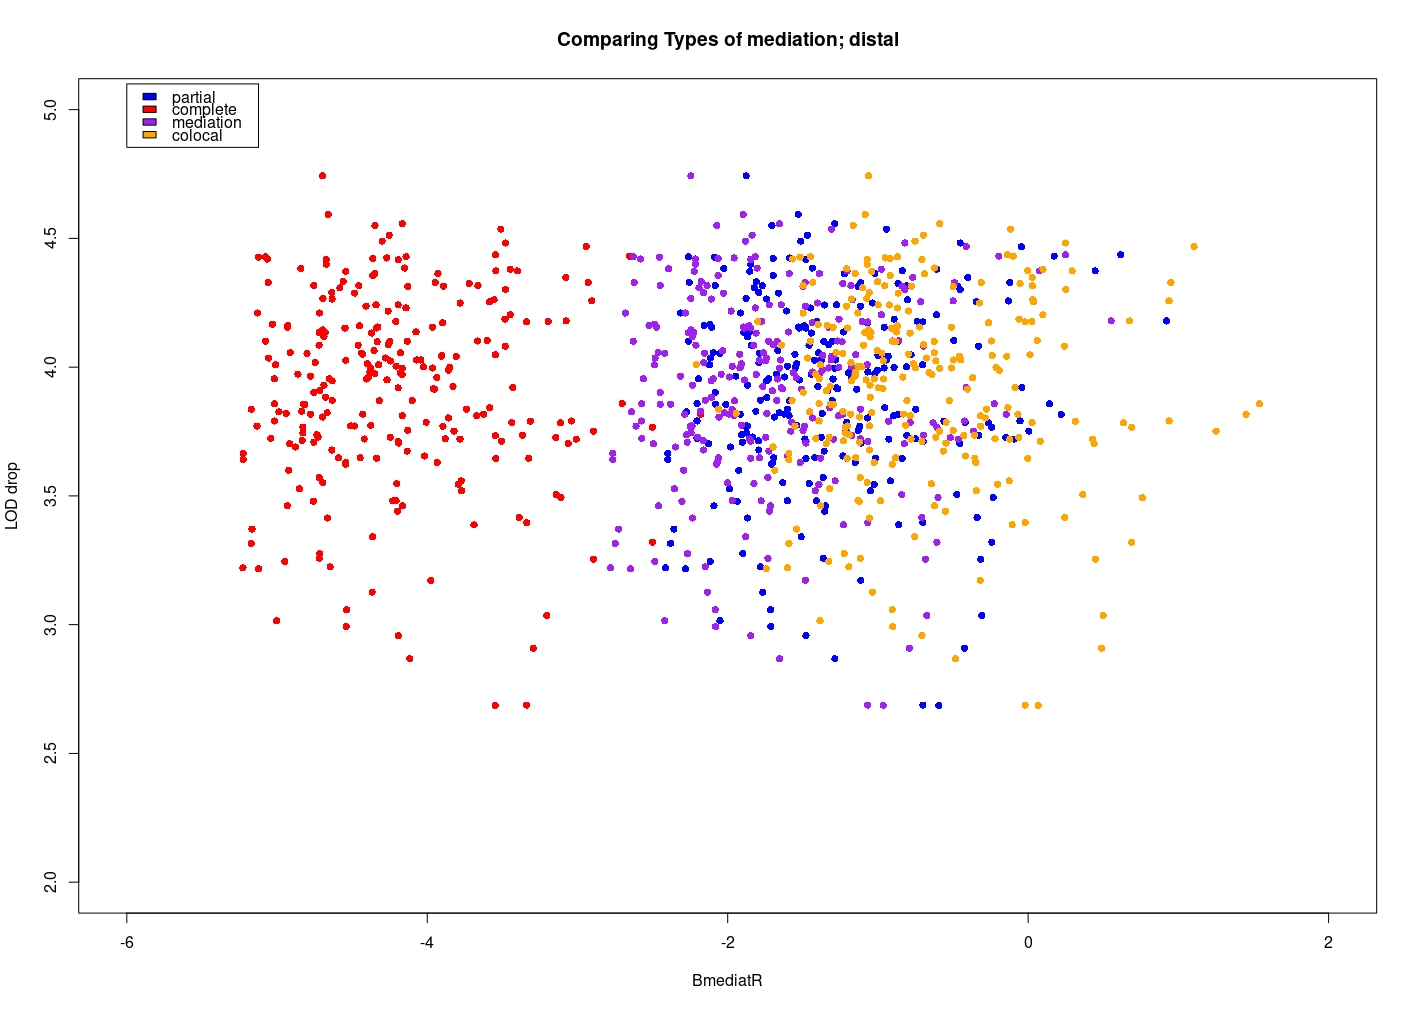 Comparing Types of mediation; distal
partial
complete
mediation
colocal
5.0
4.5
4.0
3.5
3.0
2.5
2.0
LOD drop
-6 -4 -2 0 2
BmediatR